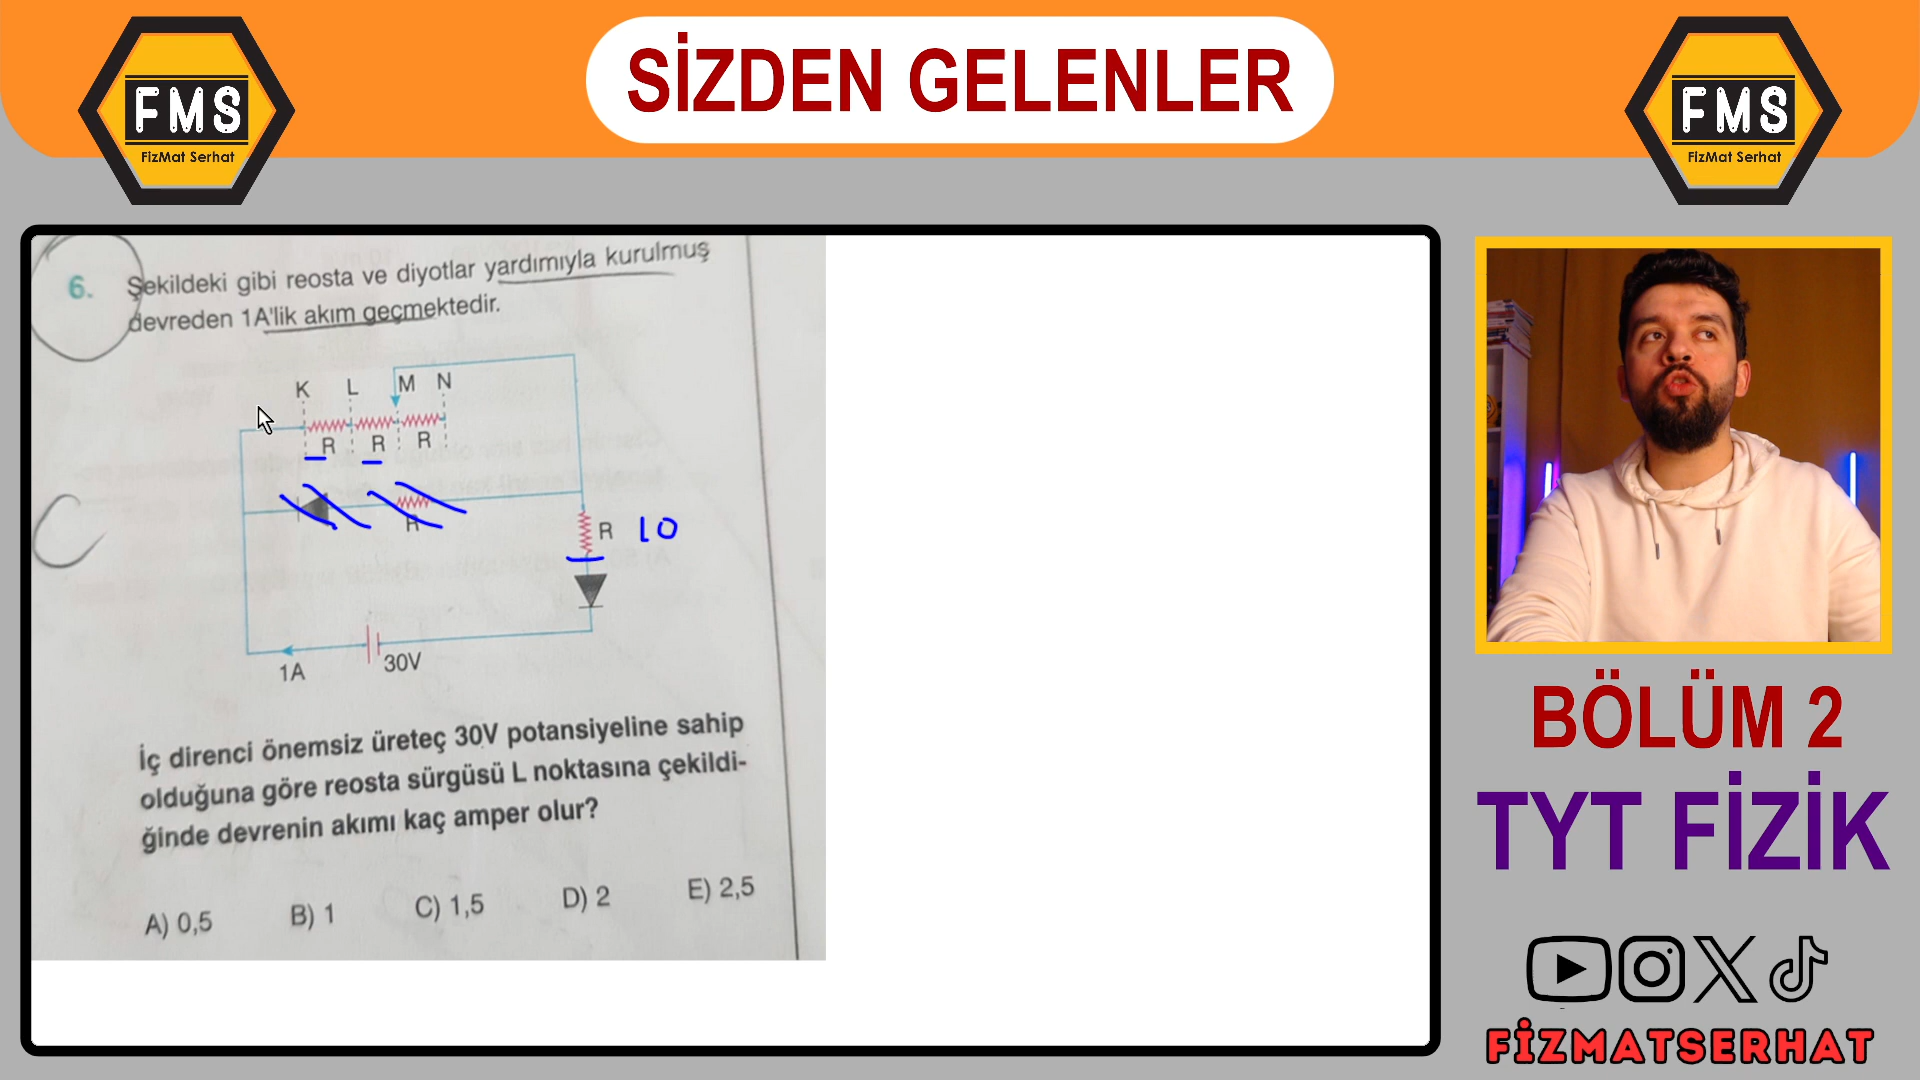 SİZDEN GELENLER
FMS
FizMat Serhat
FMS
FizMat Serhat
6. Şekildeki gibi reosta ve diyotlar yardımıyla kurulmuş
devreden 1A'lik akım geçmektedir.
K L M N
R R R
R
R 10
1A
30V
İç direnci önemsiz üreteç 30V potansiyeline sahip
olduğuna göre reosta sürgüsü L noktasına çekildi-
ğinde devrenin akımı kaç amper olur?
A) 0,5 B) 1 C) 1,5 D) 2 E) 2,5
BÖLÜM 2
TYT FİZİK
FİZMATSERHAT